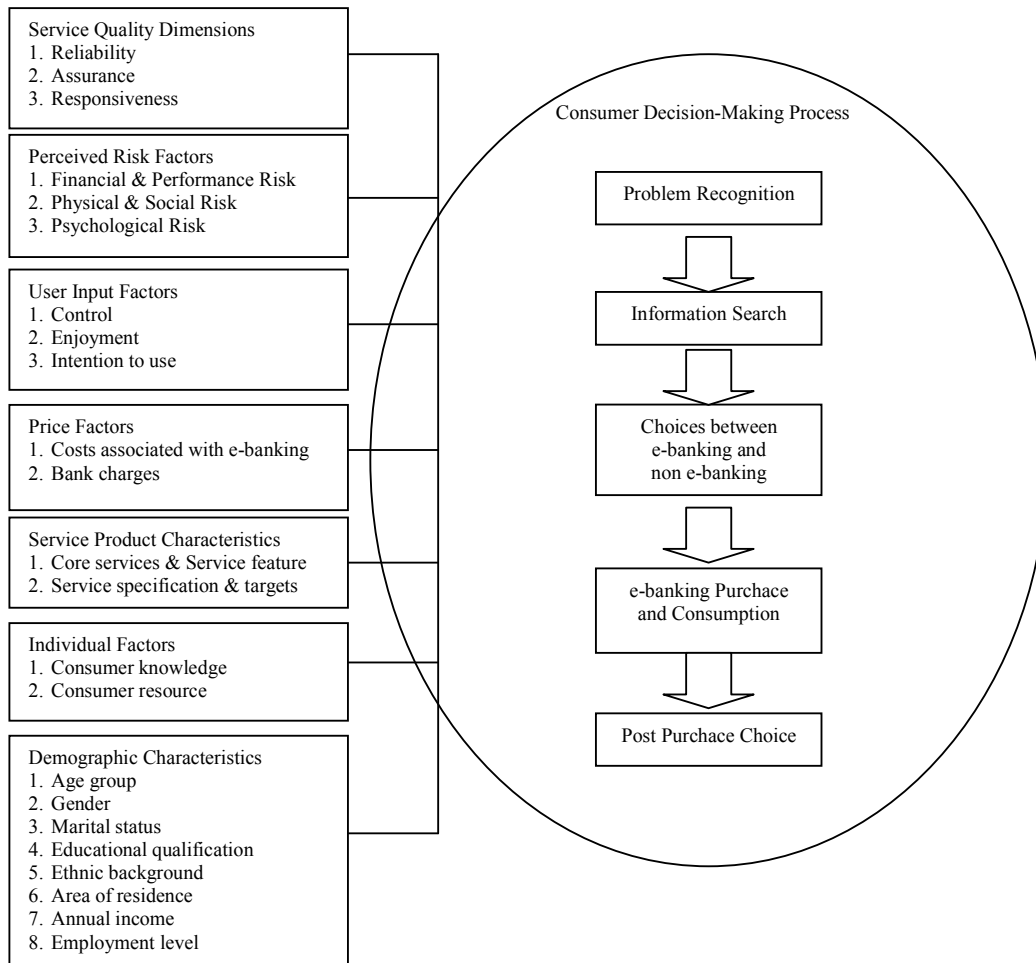 Service Quality Dimensions
1. Reliability
2. Assurance
3. Responsiveness
Perceived Risk Factors
1. Financial & Performance Risk
2. Physical & Social Risk
3. Psychological Risk
User Input Factors
1. Control
2. Enjoyment
3. Intention to use
Price Factors
1. Costs associated with e-banking
2. Bank charges
Service Product Characteristics
1. Core services & Service feature
2. Service specification & targets
Individual Factors
1. Consumer knowledge
2. Consumer resource
Demographic Characteristics
1. Age group
2. Gender
3. Marital status
4. Educational qualification
5. Ethnic background
6. Area of residence
7. Annual income
8. Employment level
Consumer Decision-Making Process
Problem Recognition
Information Search
Choices between
e-banking and
non e-banking
e-banking Purchace
and Consumption
Post Purchace Choice